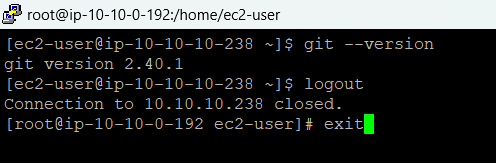 root@ip-10-10-0-192:/home/ec2-user
[ec2-user@ip-10-10-10-238 ~]$ git --version
git version 2.40.1
[ec2-user@ip-10-10-10-238 ~]$ logout
Connection to 10.10.10.238 closed.
[root@ip-10-10-0-192 ec2-user]# exit